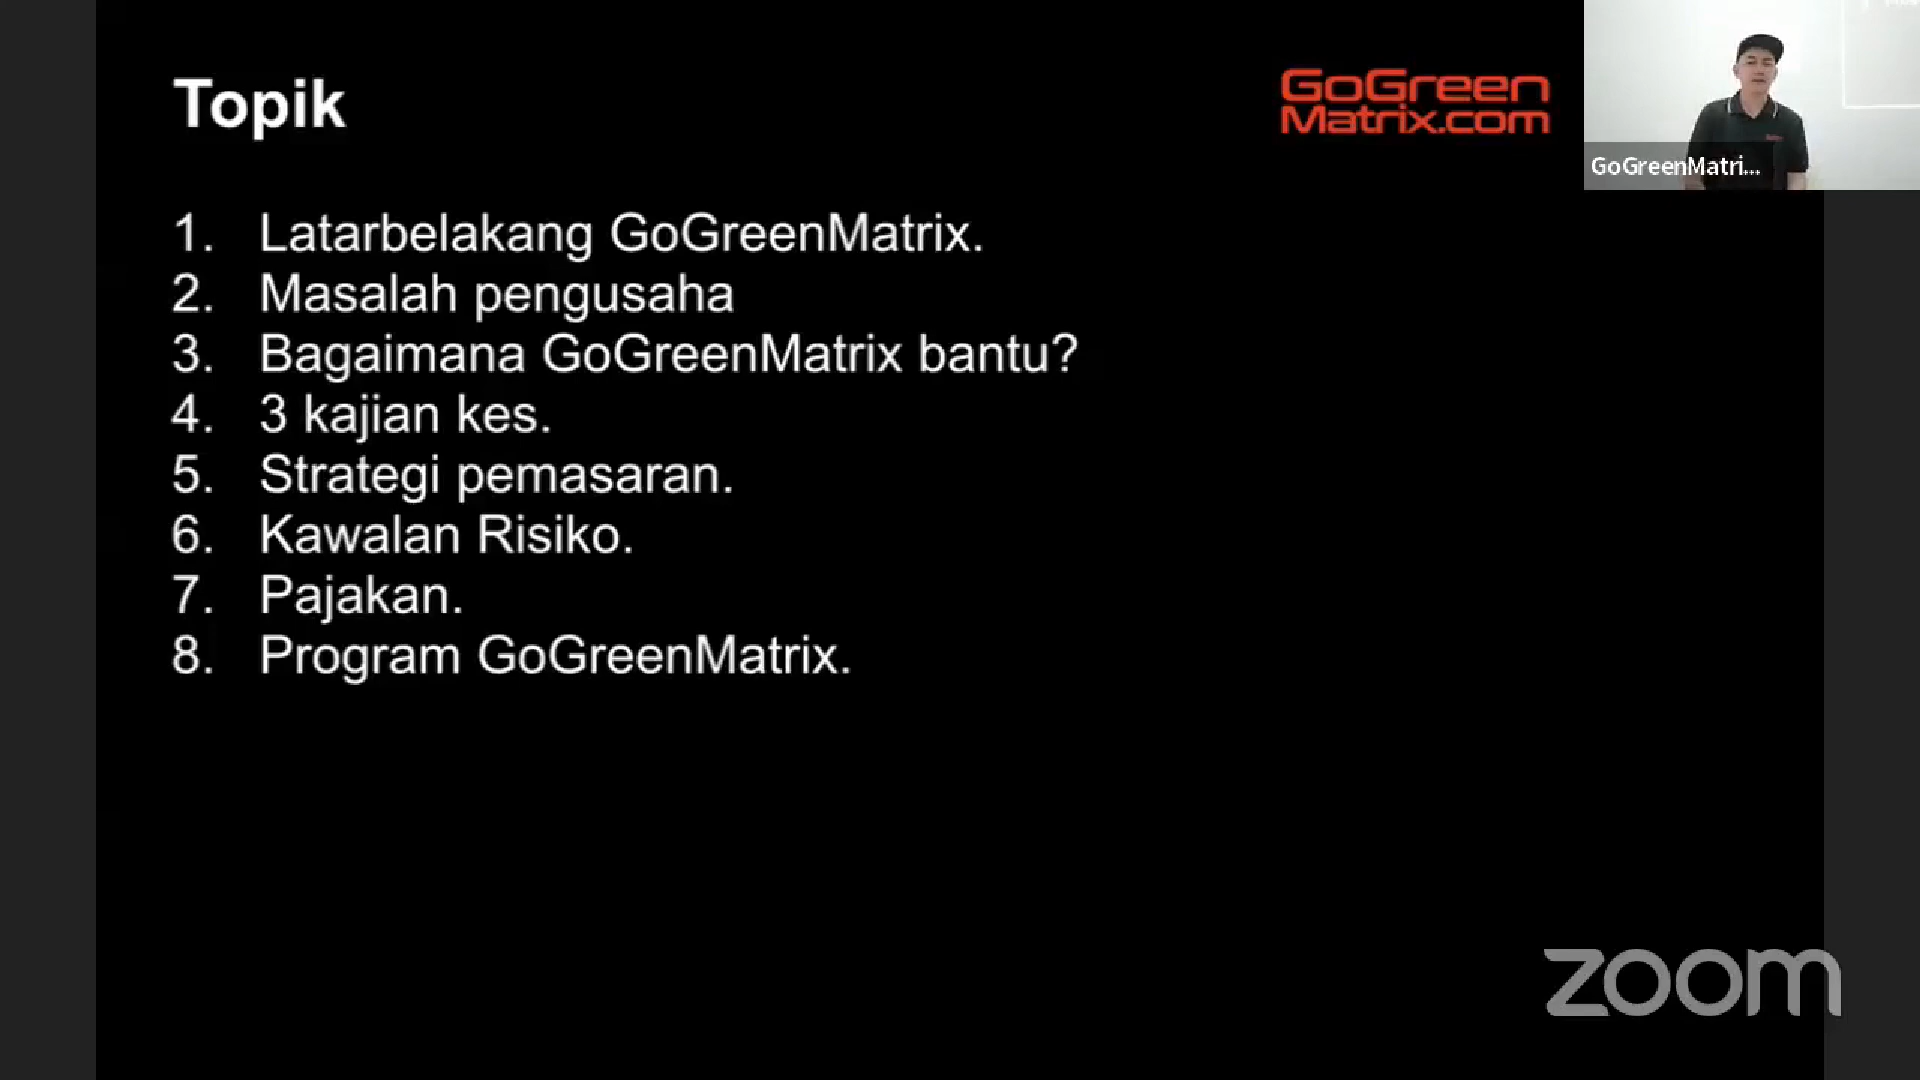 Topik
GoGreen
Matrix.com
GoGreenMatri...
1. Latarbelakang GoGreenMatrix.
2. Masalah pengusaha
3. Bagaimana GoGreenMatrix bantu?
4. 3 kajian kes.
5. Strategi pemasaran.
6. Kawalan Risiko.
7. Pajakan.
8. Program GoGreenMatrix.
zoom